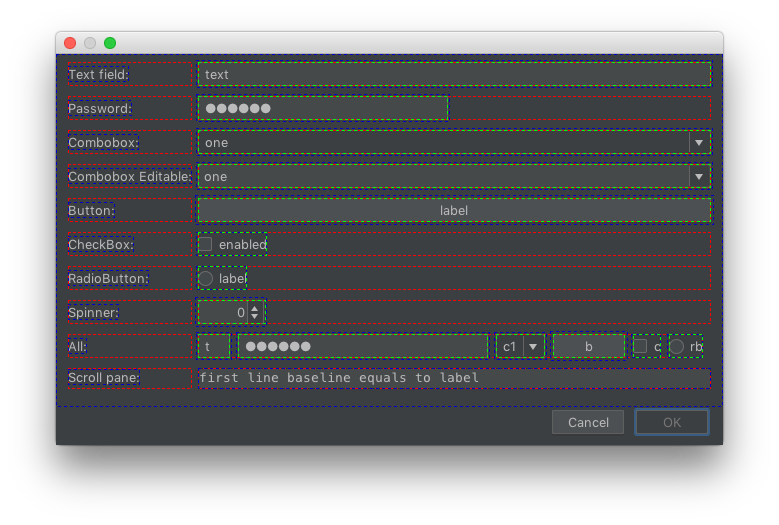 Text field: text
Password: ●●●●●●
Combobox: one
Combobox Editable: one
Button: label
CheckBox: enabled
RadioButton: label
Spinner: 0
All: t ●●●●●● c1 b c rb
Scroll pane: first line baseline equals to label
Cancel OK